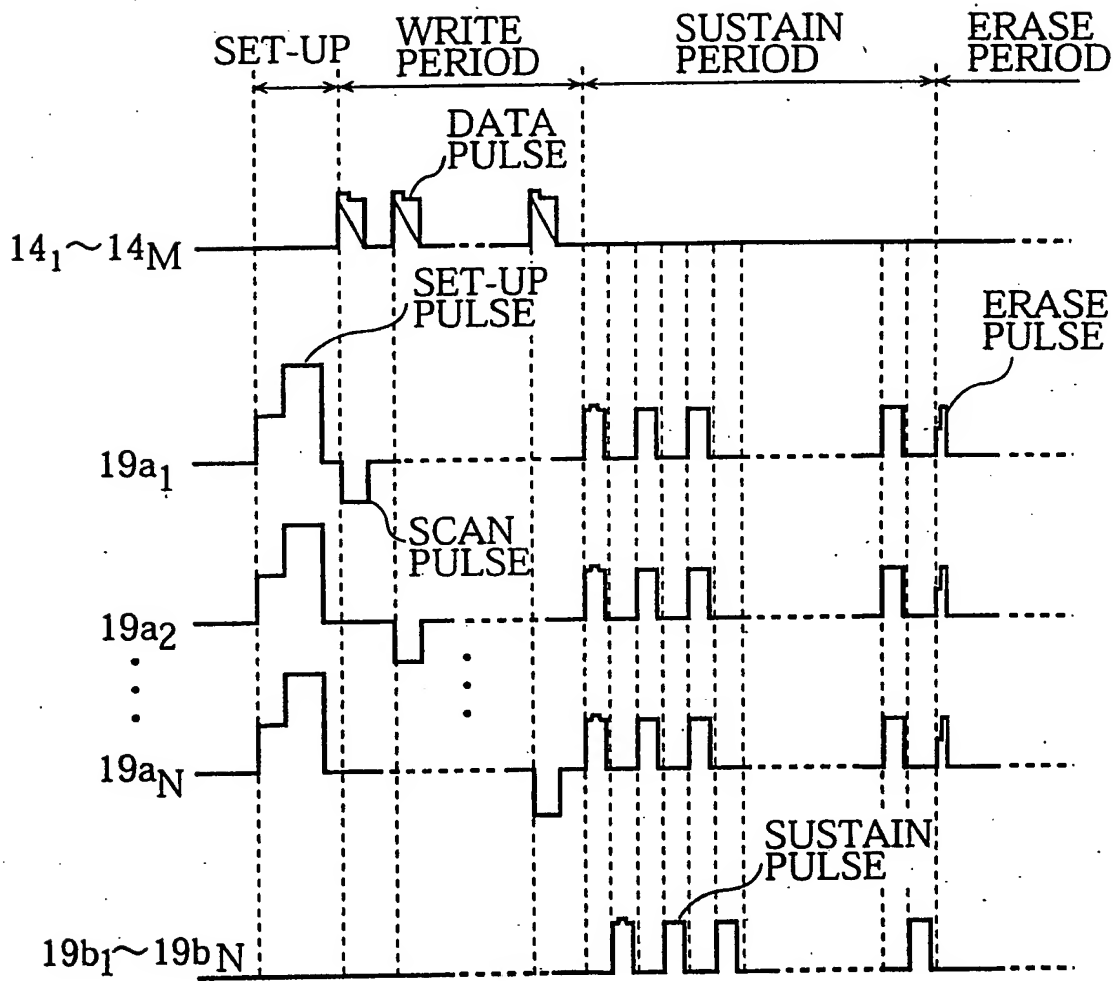 SET-UP
WRITE
PERIOD
SUSTAIN
PERIOD
ERASE
PERIOD
DATA
PULSE
14₁~14M
SET-UP
PULSE
ERASE
PULSE
19a₁
SCAN
PULSE
19a₂
19aN
SUSTAIN
PULSE
19b₁~19bN